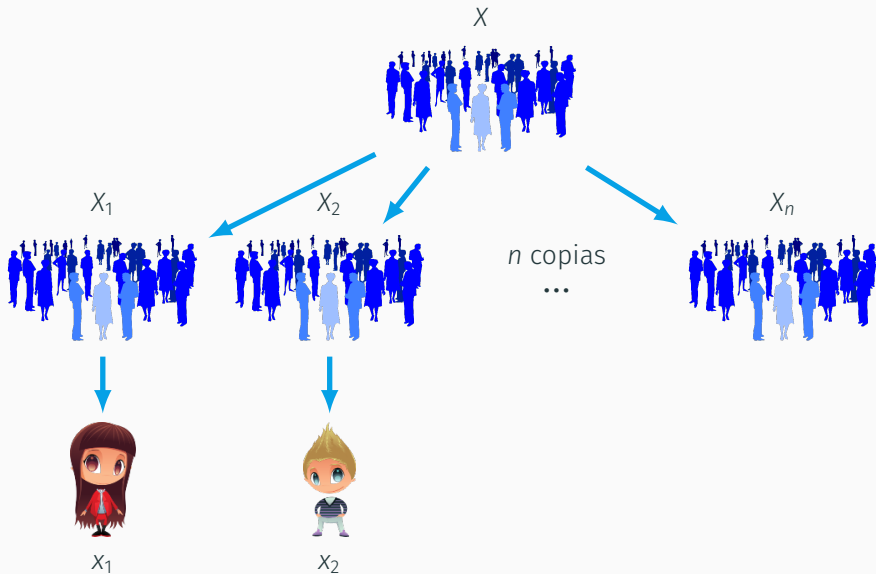 X
X₁
X₂
Xₙ
n copias
...
x₁
x₂